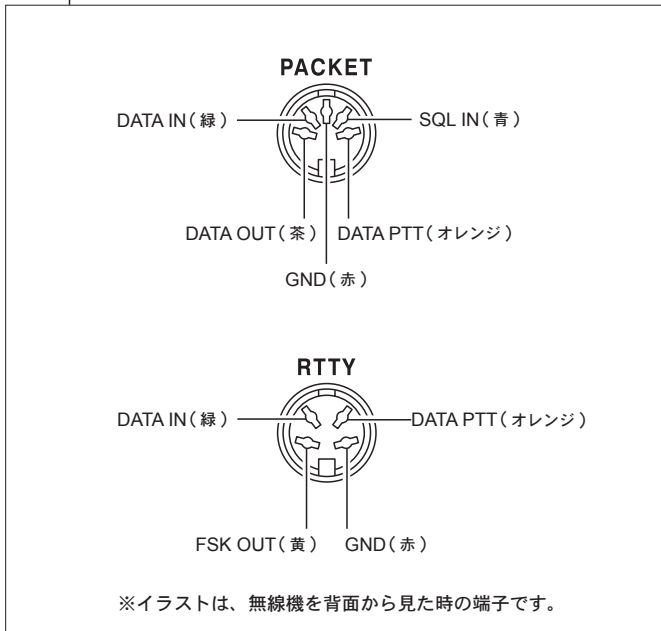 PACKET
DATA IN(緑)
SQL IN(青)
DATA OUT(茶)
DATA PTT(オレンジ)
GND(赤)
RTTY
DATA IN(緑)
DATA PTT(オレンジ)
FSK OUT(黄)
GND(赤)
※イラストは、無線機を背面から見た時の端子です。